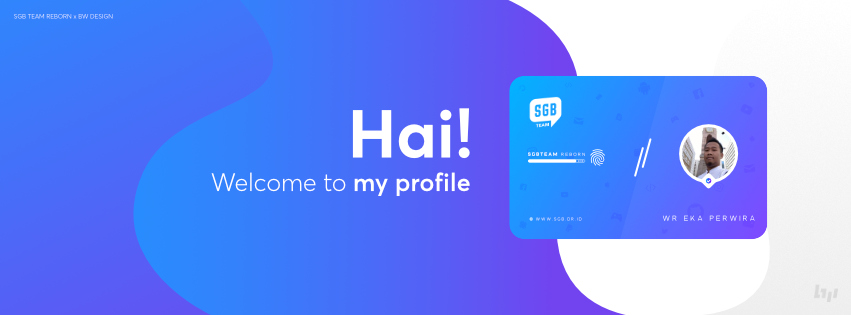 SGB TEAM REBORN x BW DESIGN
Hai!
Welcome to my profile
SGB
TEAM
SGBTEAM REBORN
WWW.SGB.OR.ID
WR EKA PERWIRA